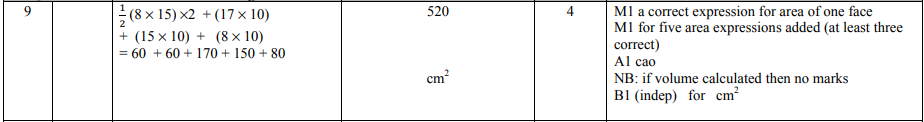 9
1/2 (8 × 15) ×2 + (17 × 10)
+ (15 × 10) + (8 × 10)
= 60 + 60 + 170 + 150 + 80
520
cm²
4
M1 a correct expression for area of one face
M1 for five area expressions added (at least three
correct)
A1 cao
NB: if volume calculated then no marks
B1 (indep) for cm²